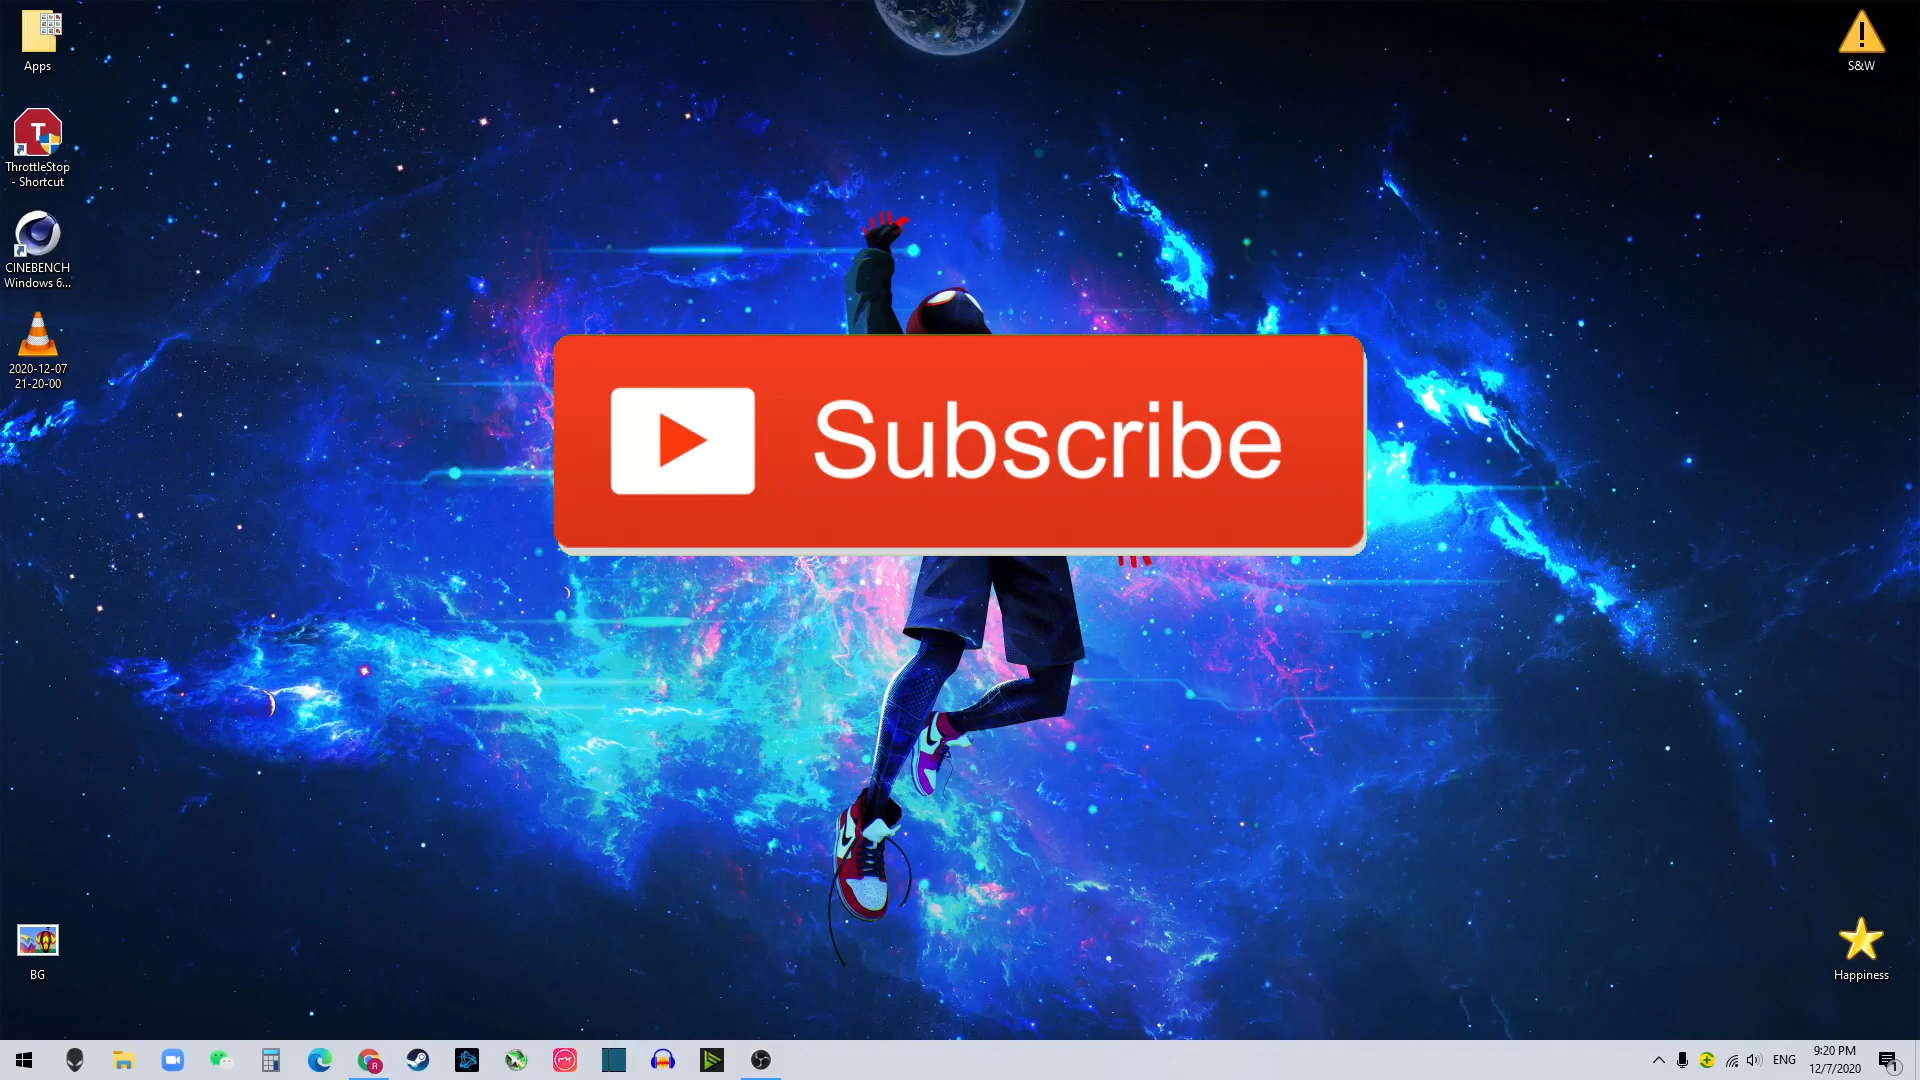 Apps
S&W
ThrottleStop
- Shortcut
CINEBENCH
Windows 6...
2020-12-07
21-20-00
Subscribe
BG
Happiness
ENG
9:20 PM
12/7/2020
1